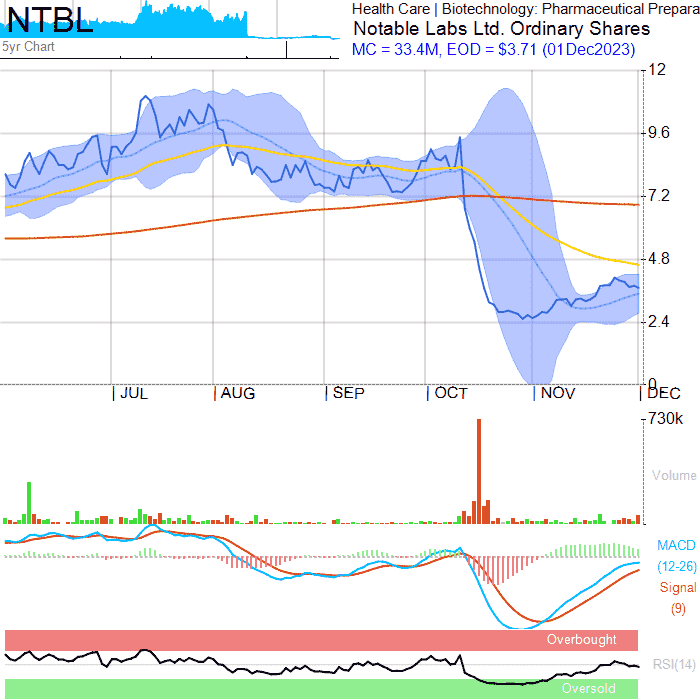 NTBL
5yr Chart
Health Care | Biotechnology: Pharmaceutical Prepara
Notable Labs Ltd. Ordinary Shares
MC = 33.4M, EOD = $3.71 (01Dec2023)
12
9.6
7.2
4.8
2.4
0
JUL
AUG
SEP
OCT
NOV
DEC
730k
Volume
MACD
(12-26)
Signal
(9)
Overbought
RSI(14)
Oversold